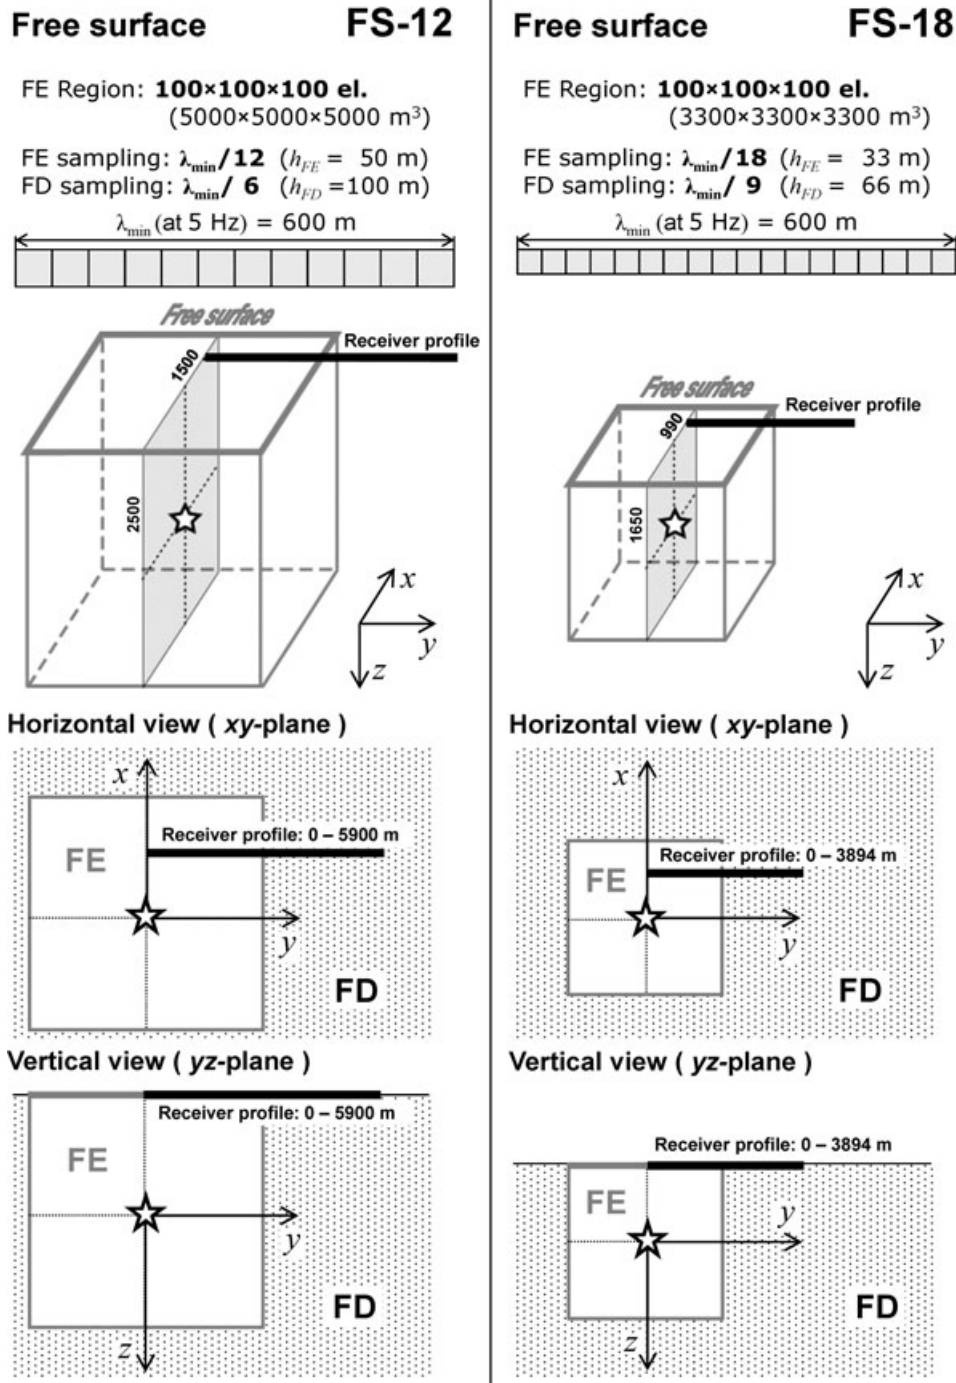 Free surface FS-12
FE Region: 100×100×100 el.
(5000×5000×5000 m³)
FE sampling: λmin/12 (hFE = 50 m)
FD sampling: λmin/ 6 (hFD =100 m)
λmin (at 5 Hz) = 600 m
Free surface
Receiver profile
1500
2500
x
y
z
Horizontal view ( xy-plane )
x
Receiver profile: 0 – 5900 m
FE
y
FD
Vertical view ( yz-plane )
Receiver profile: 0 – 5900 m
FE
y
FD
z
Free surface FS-18
FE Region: 100×100×100 el.
(3300×3300×3300 m³)
FE sampling: λmin/18 (hFE = 33 m)
FD sampling: λmin/ 9 (hFD = 66 m)
λmin (at 5 Hz) = 600 m
Free surface
Receiver profile
990
1650
x
y
z
Horizontal view ( xy-plane )
x
Receiver profile: 0 – 3894 m
FE
y
FD
Vertical view ( yz-plane )
Receiver profile: 0 – 3894 m
FE
y
FD
z